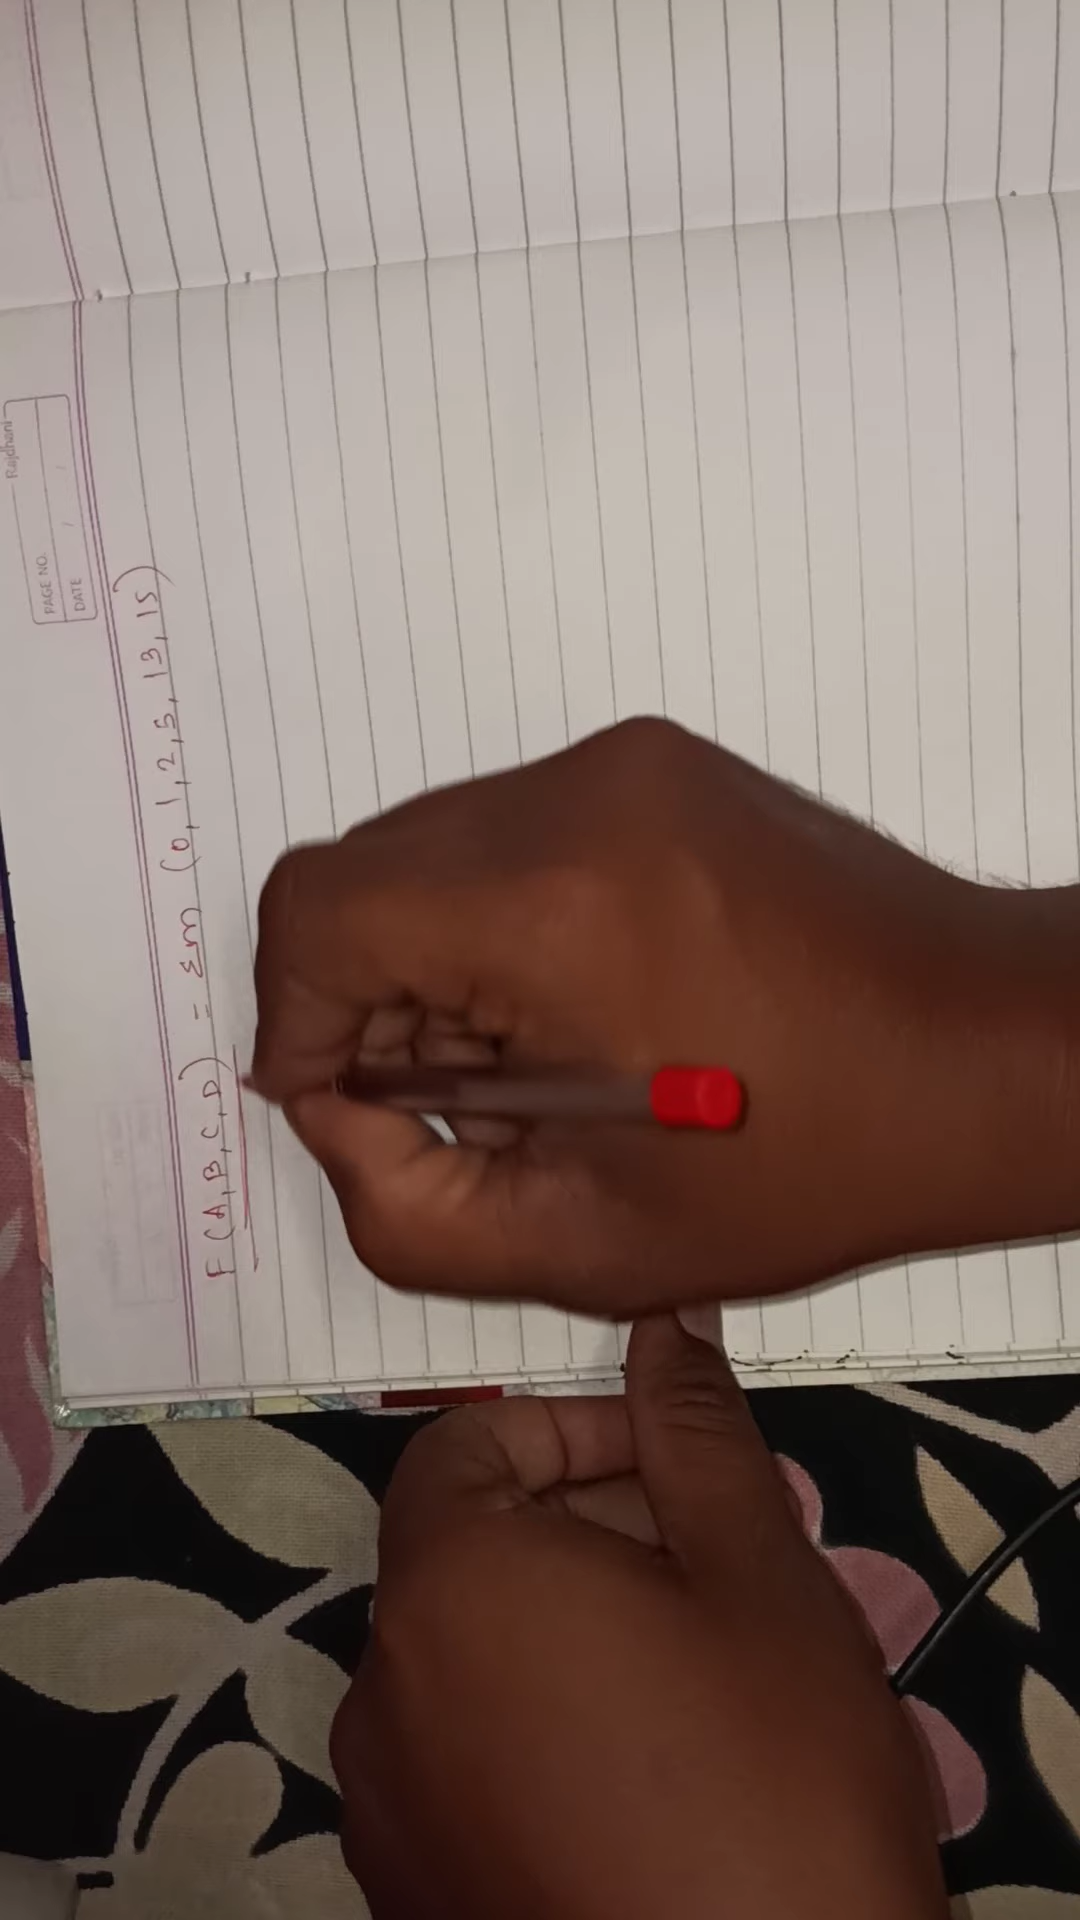 Rajdhani
PAGE NO.
DATE / /
F(A,B,C,D) = Σm (0,1,2,5,13,15)